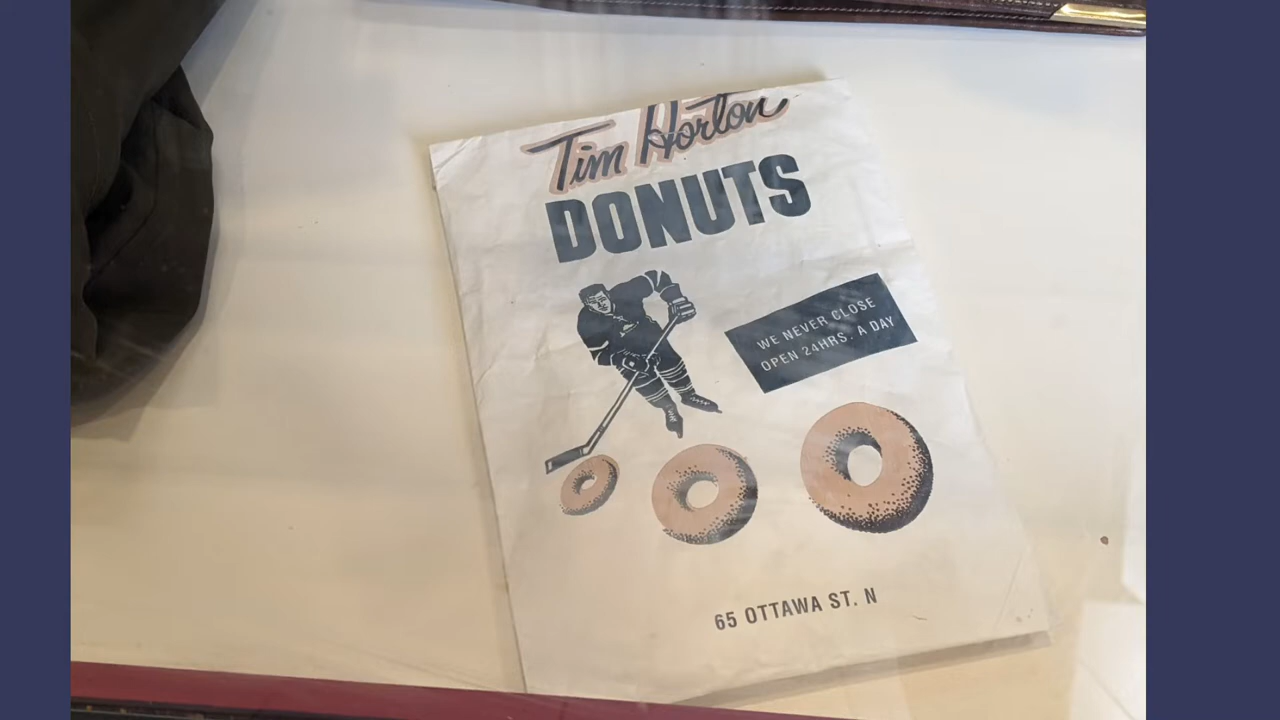 Tim Horton
DONUTS
WE NEVER CLOSE
OPEN 24HRS. A DAY
65 OTTAWA ST. N